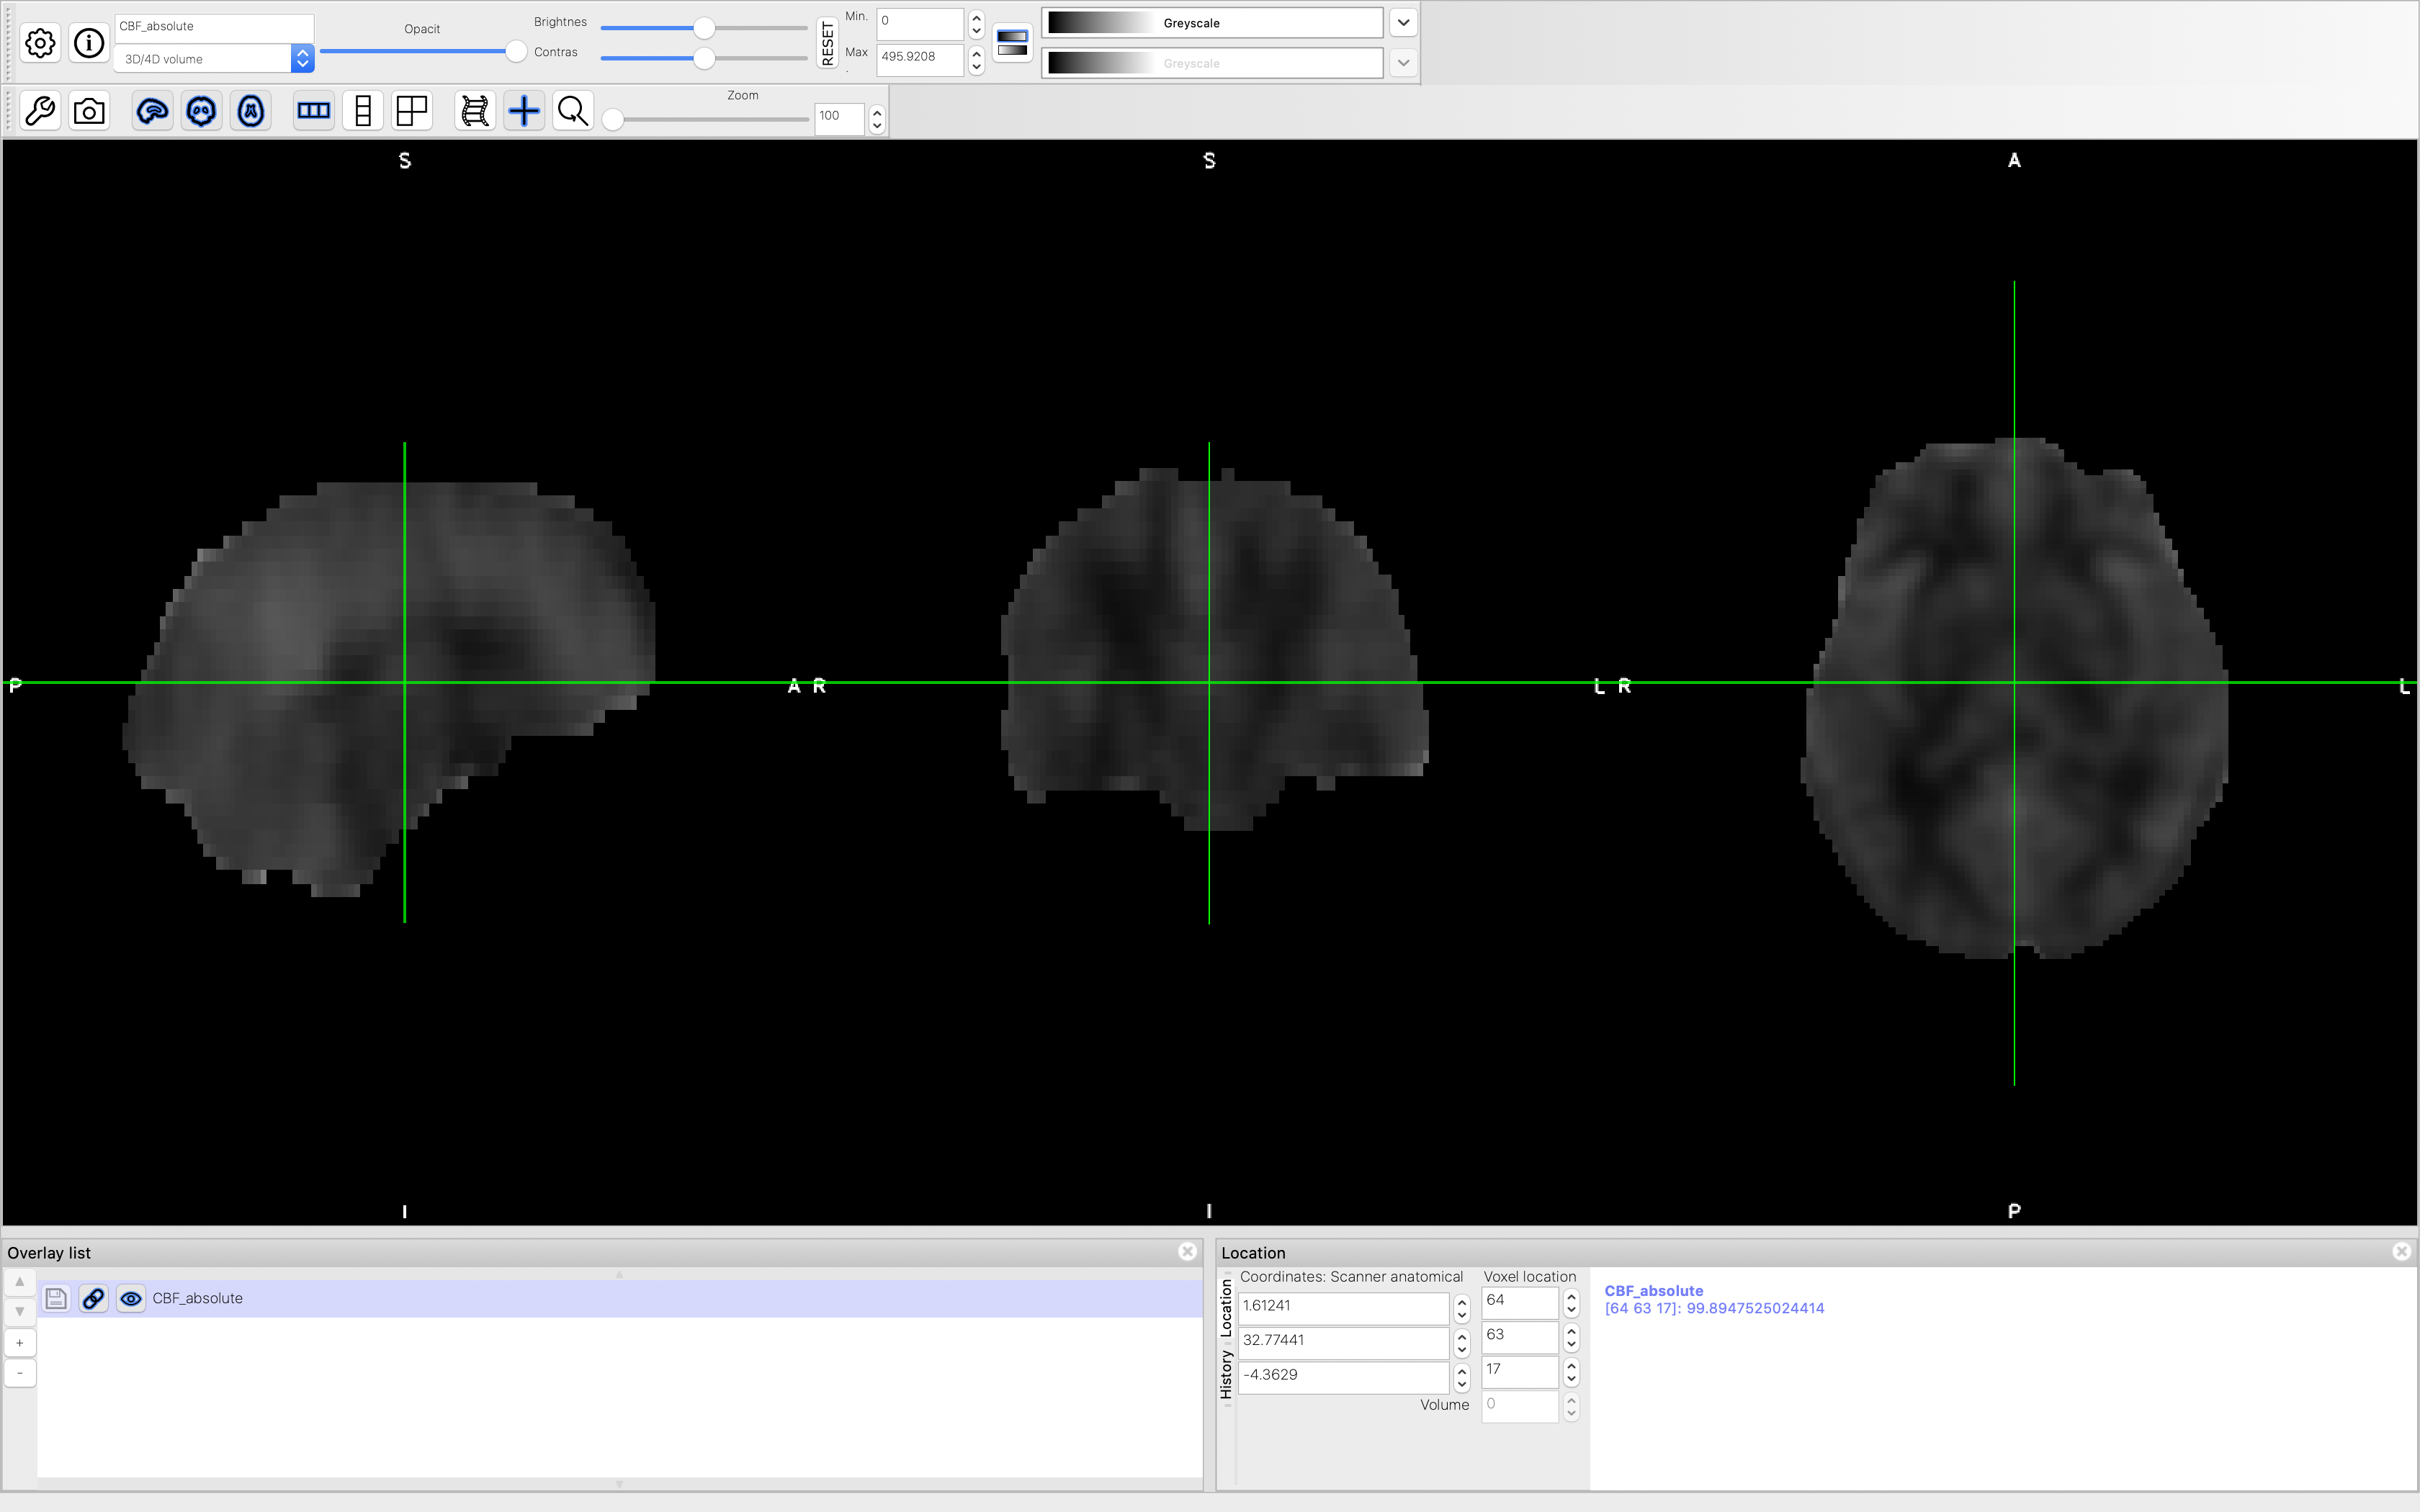 CBF_absolute
3D/4D volume
Opacit
Brightnes
Contras
RESET
Min.
0
Max
.
495.9208
Greyscale
Greyscale
Zoom
100
S
S
A
P
A
R
L
R
L
I
I
P
Overlay list
CBF_absolute
+
-
Location
Location
History
Coordinates: Scanner anatomical
Voxel location
1.61241
64
32.77441
63
-4.3629
17
Volume
0
CBF_absolute
[64 63 17]: 99.8947525024414